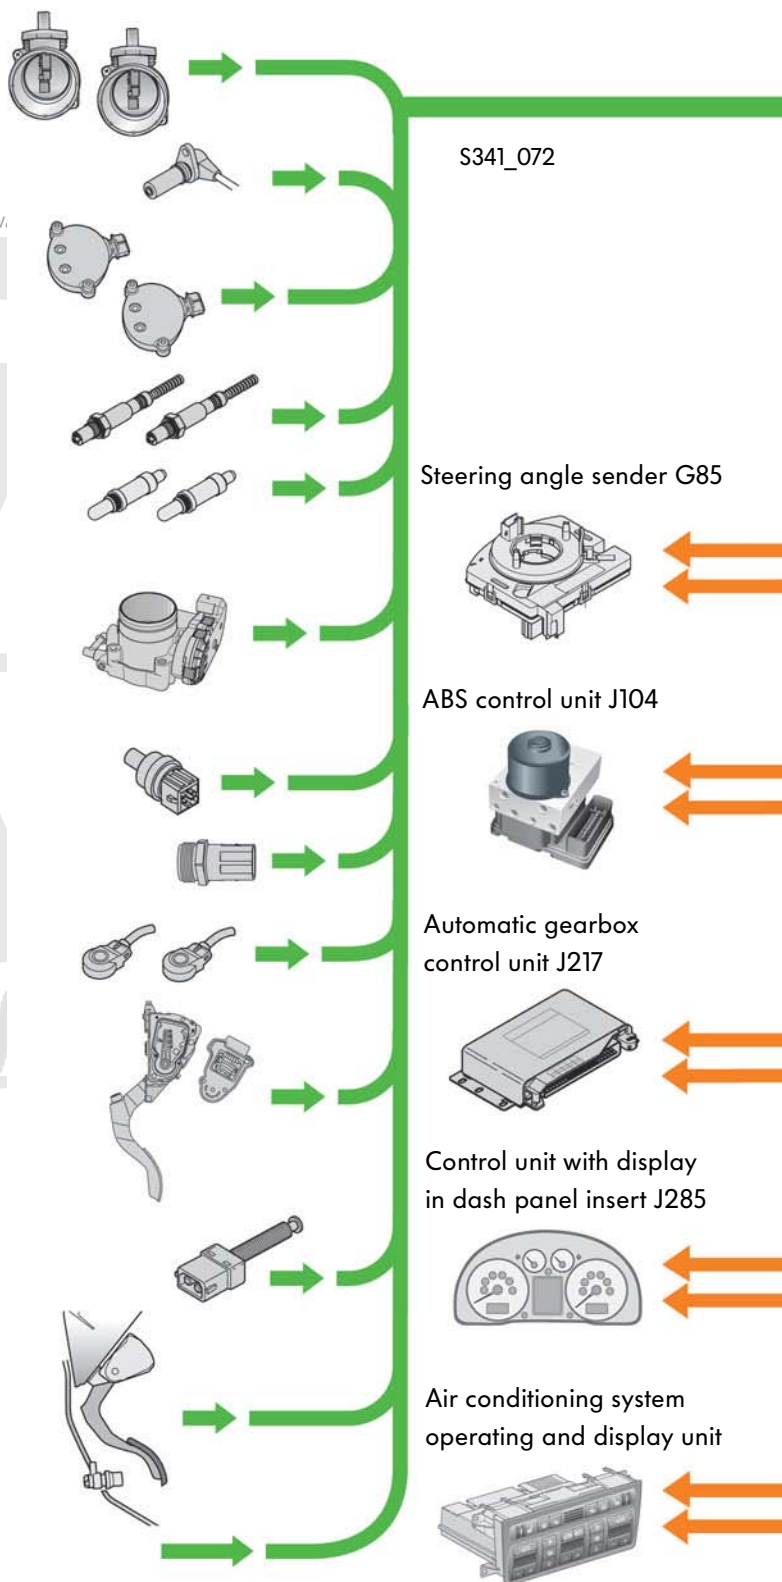 S341_072
Steering angle sender G85
ABS control unit J104
Automatic gearbox
control unit J217
Control unit with display
in dash panel insert J285
Air conditioning system
operating and display unit